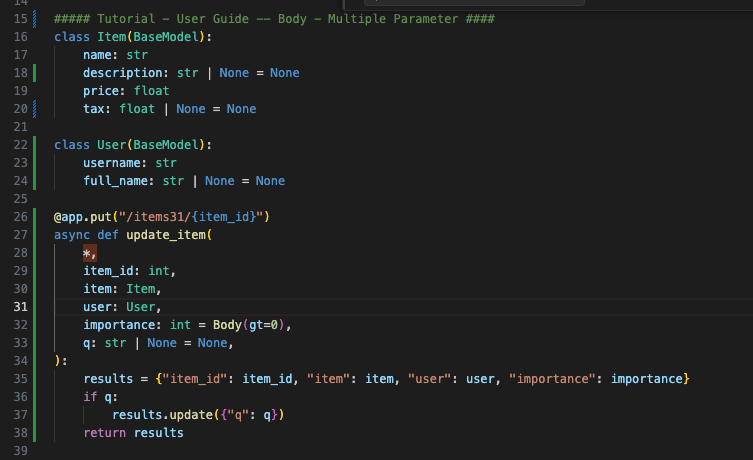 14
15 ##### Tutorial - User Guide -- Body - Multiple Parameter ####
16 class Item(BaseModel):
17     name: str
18     description: str | None = None
19     price: float
20     tax: float | None = None
21
22 class User(BaseModel):
23     username: str
24     full_name: str | None = None
25
26 @app.put("/items31/{item_id}")
27 async def update_item(
28     *,
29     item_id: int,
30     item: Item,
31     user: User,
32     importance: int = Body(gt=0),
33     q: str | None = None,
34 ):
35     results = {"item_id": item_id, "item": item, "user": user, "importance": importance}
36     if q:
37         results.update({"q": q})
38     return results
39